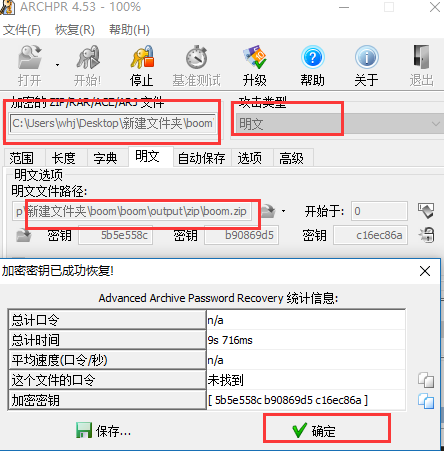 ARCHPR 4.53 - 100%
文件(F) 恢复(R) 帮助(H)
打开 开始! 停止 基准测试 升级 帮助 关于 退出
加密的 ZIP/RAR/ACE/ARJ 文件 攻击类型
C:\Users\whj\Desktop\新建文件夹\boom 明文
范围 长度 字典 明文 自动保存 选项 高级
明文选项
明文文件路径:
p\新建文件夹\boom\boom\output\zip\boom.zip 开始于: 0
密钥 5b5e558c 密钥 b90869d5 密钥 c16ec86a
加密密钥已成功恢复!
Advanced Archive Password Recovery 统计信息:
总计口令 n/a
总计时间 9s 716ms
平均速度(口令/秒) n/a
这个文件的口令 未找到
加密密钥 [ 5b5e558c b90869d5 c16ec86a ]
保存... 确定